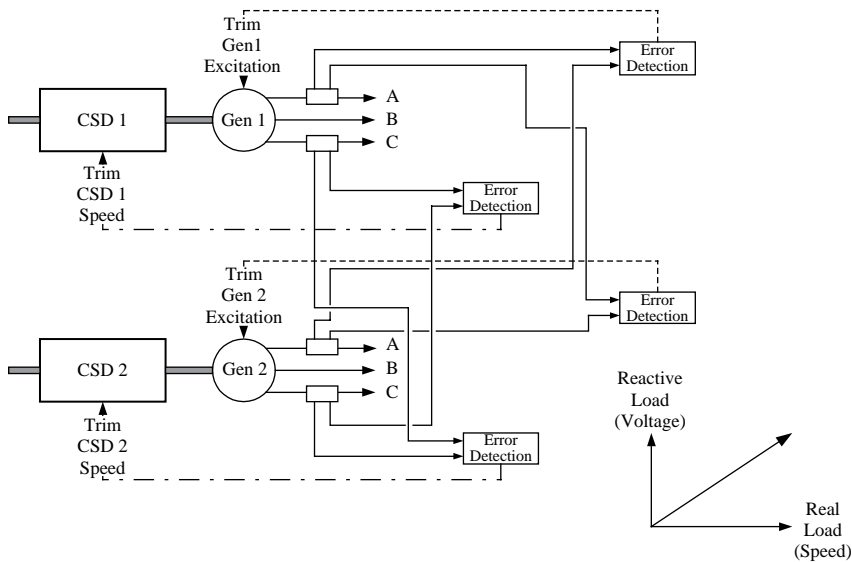 Trim
Gen1
Excitation
Error
Detection
CSD 1
Gen 1
A
B
C
Trim
CSD 1
Speed
Error
Detection
Trim
Gen 2
Excitation
Error
Detection
CSD 2
Gen 2
A
B
C
Trim
CSD 2
Speed
Error
Detection
Reactive
Load
(Voltage)
Real
Load
(Speed)